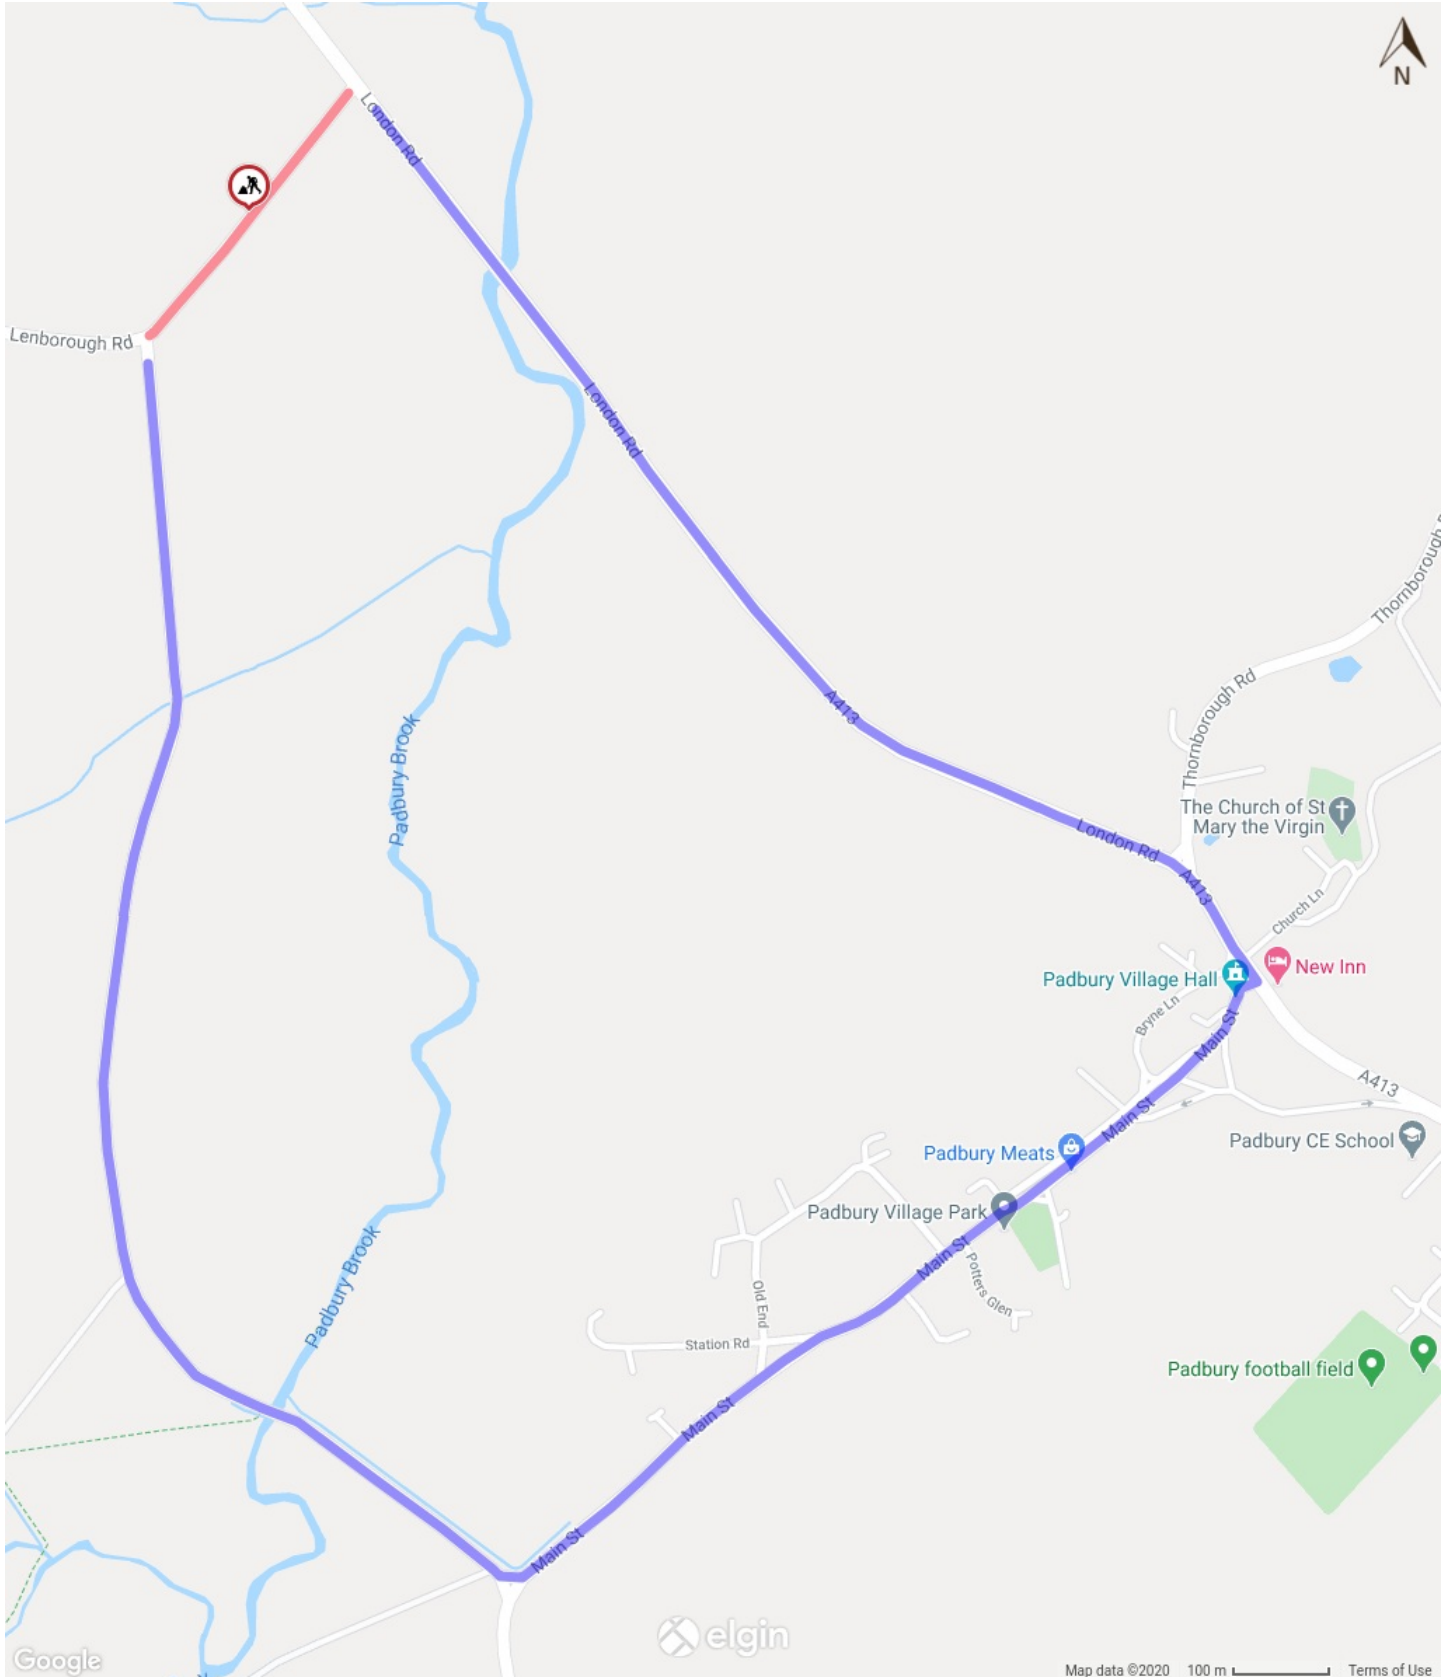 N
London Rd
Lenborough Rd
London Rd
Thornborough
A413
Thornborough Rd
Padbury Brook
The Church of St
Mary the Virgin
London Rd
A413
Church Ln
New Inn
Padbury Village Hall
Bryne Ln
Main St
A413
Main St
Padbury CE School
Padbury Meats
Padbury Village Park
Main St
Padbury Brook
Potters Glen
Old End
Station Rd
Padbury football field
Main St
Main St
elgin
Google
Map data ©2020 100 m Terms of Use